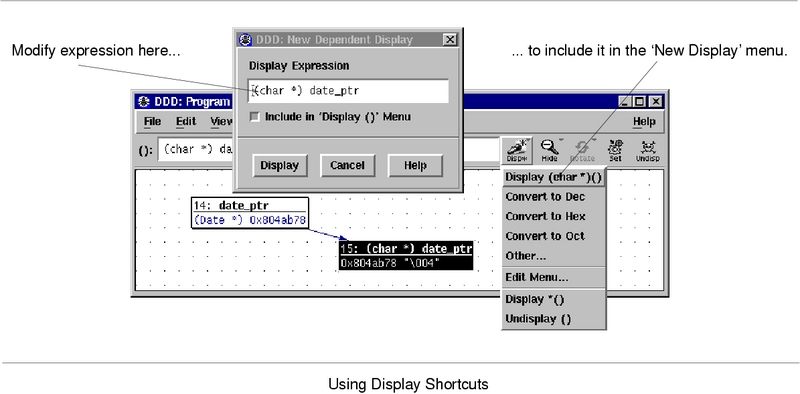 DDD: New Dependent Display
Modify expression here...
... to include it in the ‘New Display’ menu.
Display Expression
(char *) date_ptr
DDD: Program
Include in 'Display ()' Menu
File Edit View
Help
(): (char *) da
Display Cancel Help
Disp* Hide Rotate Set Undisp
Display (char *)()
Convert to Dec
14: date_ptr
(Date *) 0x804ab78
Convert to Hex
Convert to Oct
15: (char *) date_ptr
0x804ab78 "\004"
Other...
Edit Menu...
Display *()
Undisplay ()
Using Display Shortcuts